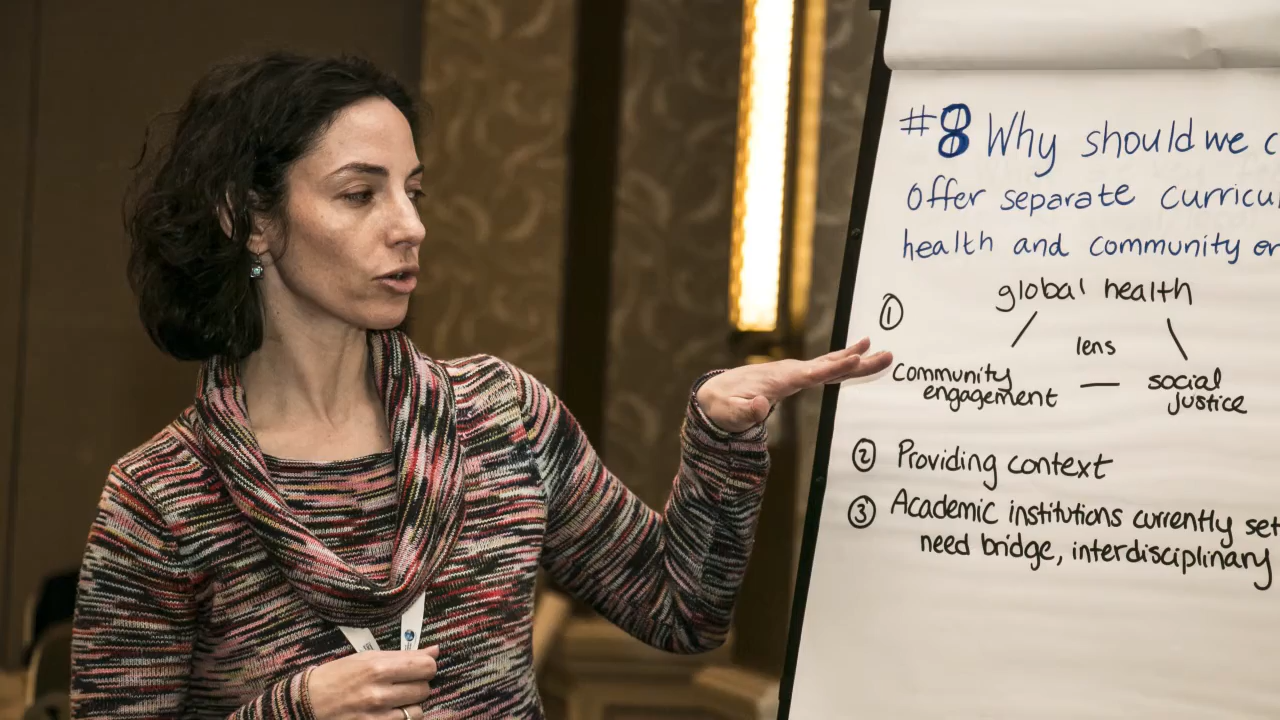 #8 Why should we
Offer separate
health and community
① global health
lens
community
engagement — social
justice
② Providing context
③ Academic institutions currently
need bridge, interdisciplinary